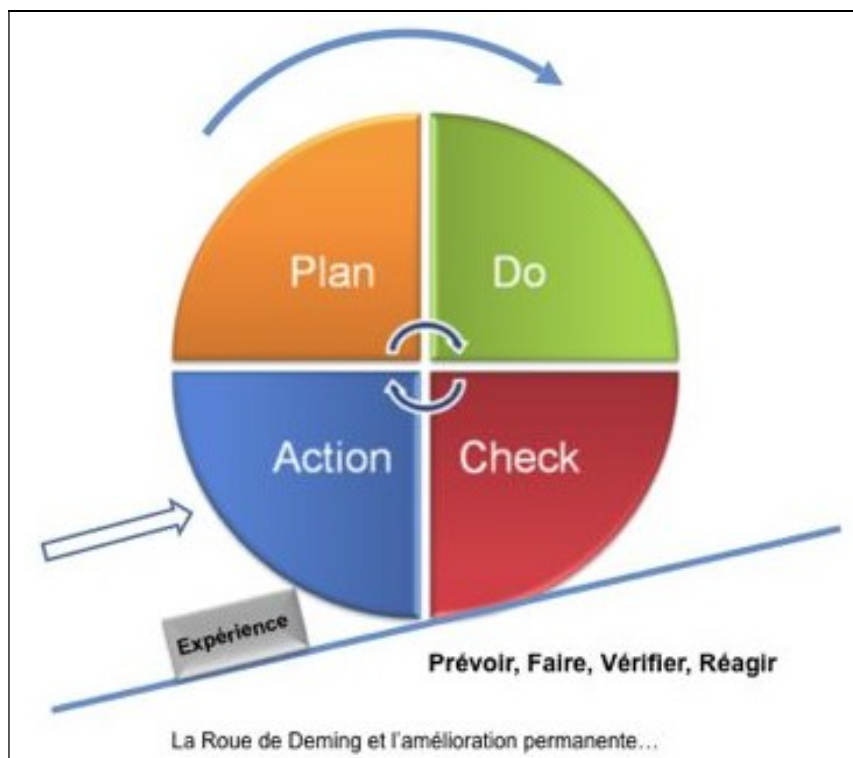 Plan
Do
Action
Check
Expérience
Prévoir, Faire, Vérifier, Réagir
La Roue de Deming et l'amélioration permanente...